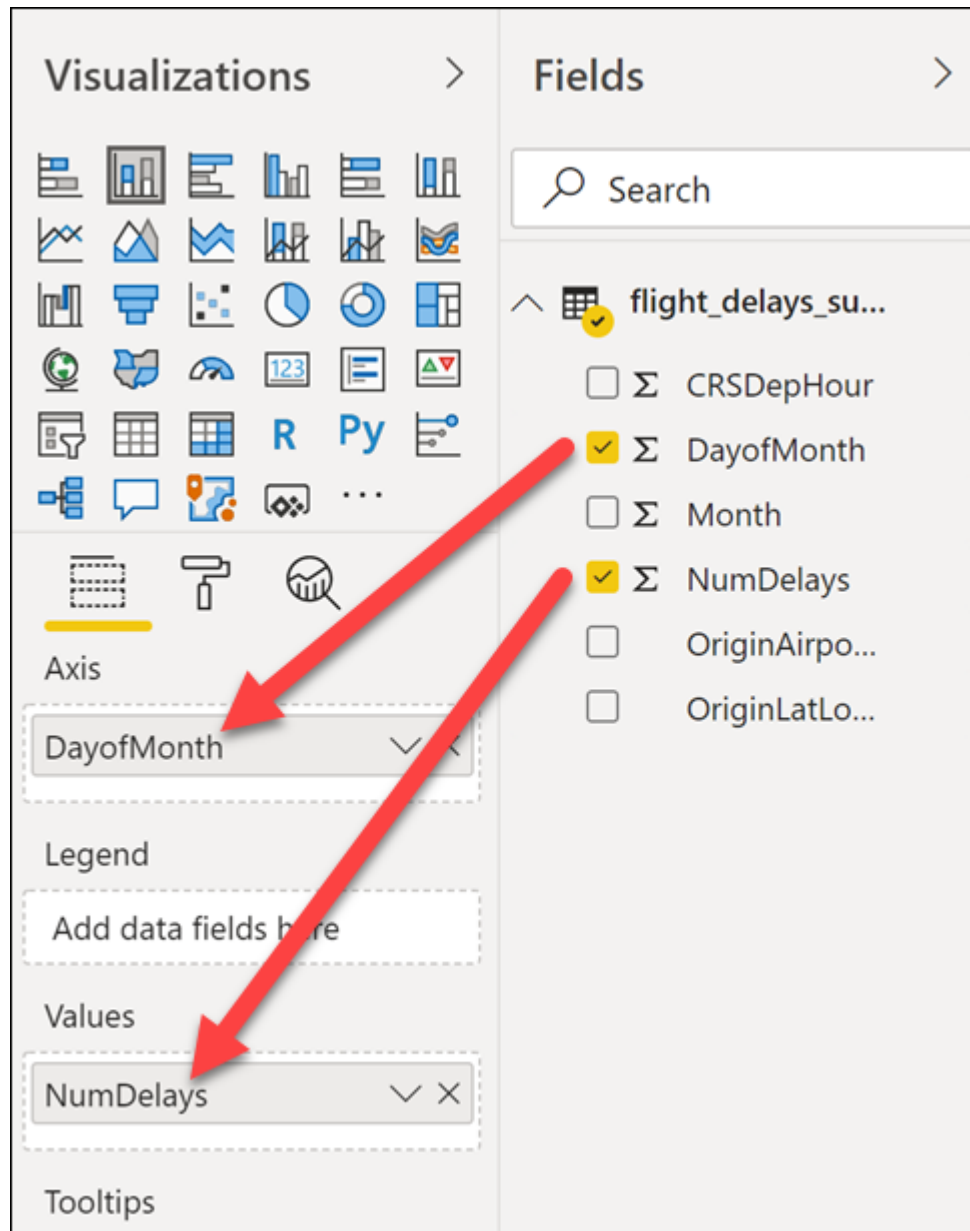 Visualizations
123
R
Py
Axis
DayofMonth
Legend
Add data fields here
Values
NumDelays
Tooltips
Fields
Search
flight_delays_su...
Σ CRSDepHour
Σ DayofMonth
Σ Month
Σ NumDelays
OriginAirpo...
OriginLatLo...